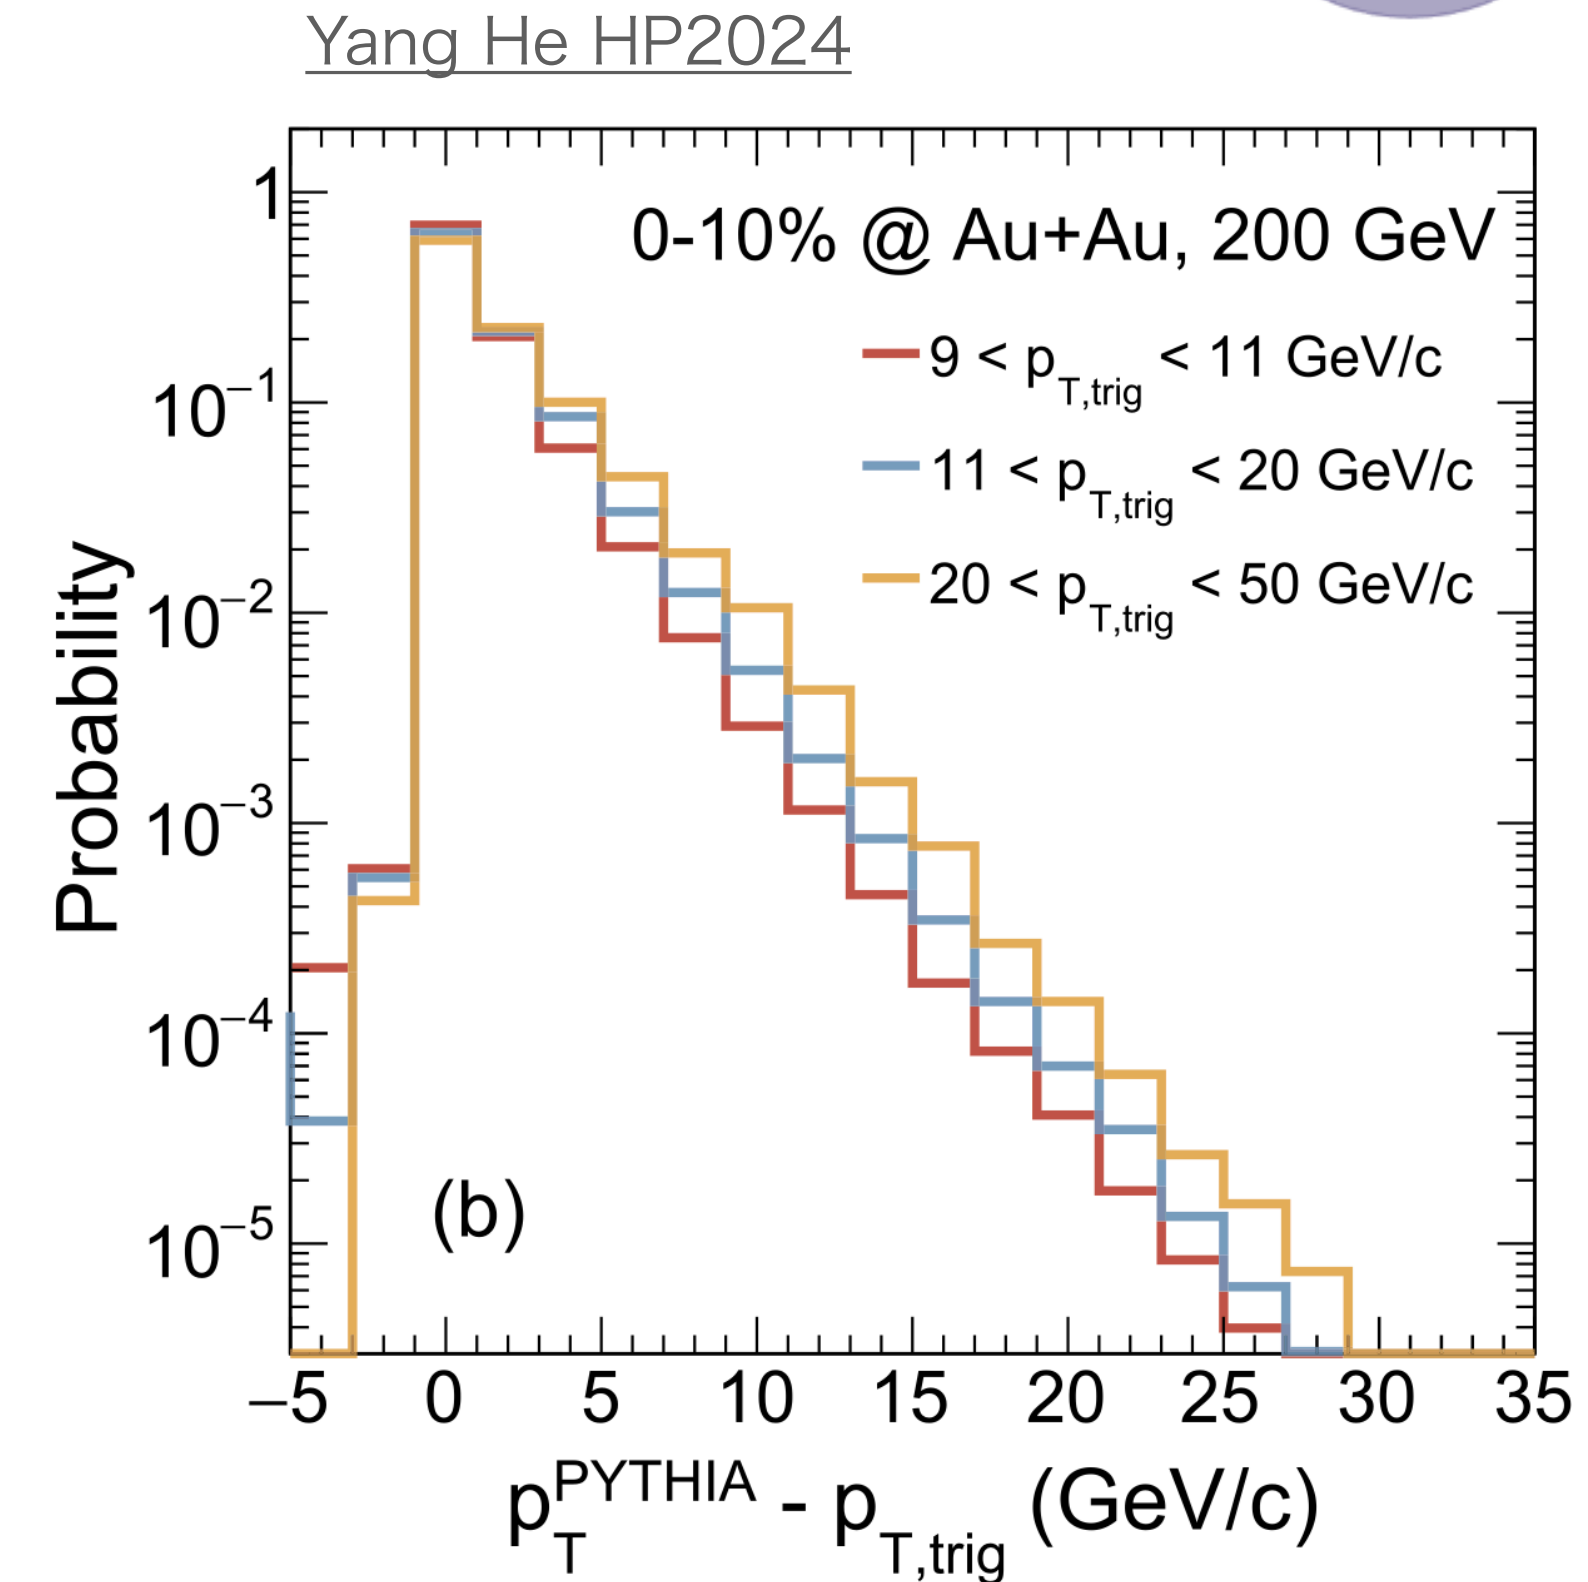 Yang He HP2024
0-10% @ Au+Au, 200 GeV
9 < p_T,trig < 11 GeV/c
11 < p_T,trig < 20 GeV/c
20 < p_T,trig < 50 GeV/c
Probability
1
10⁻¹
10⁻²
10⁻³
10⁻⁴
10⁻⁵
(b)
−5 0 5 10 15 20 25 30 35
p_T^PYTHIA - p_T,trig (GeV/c)